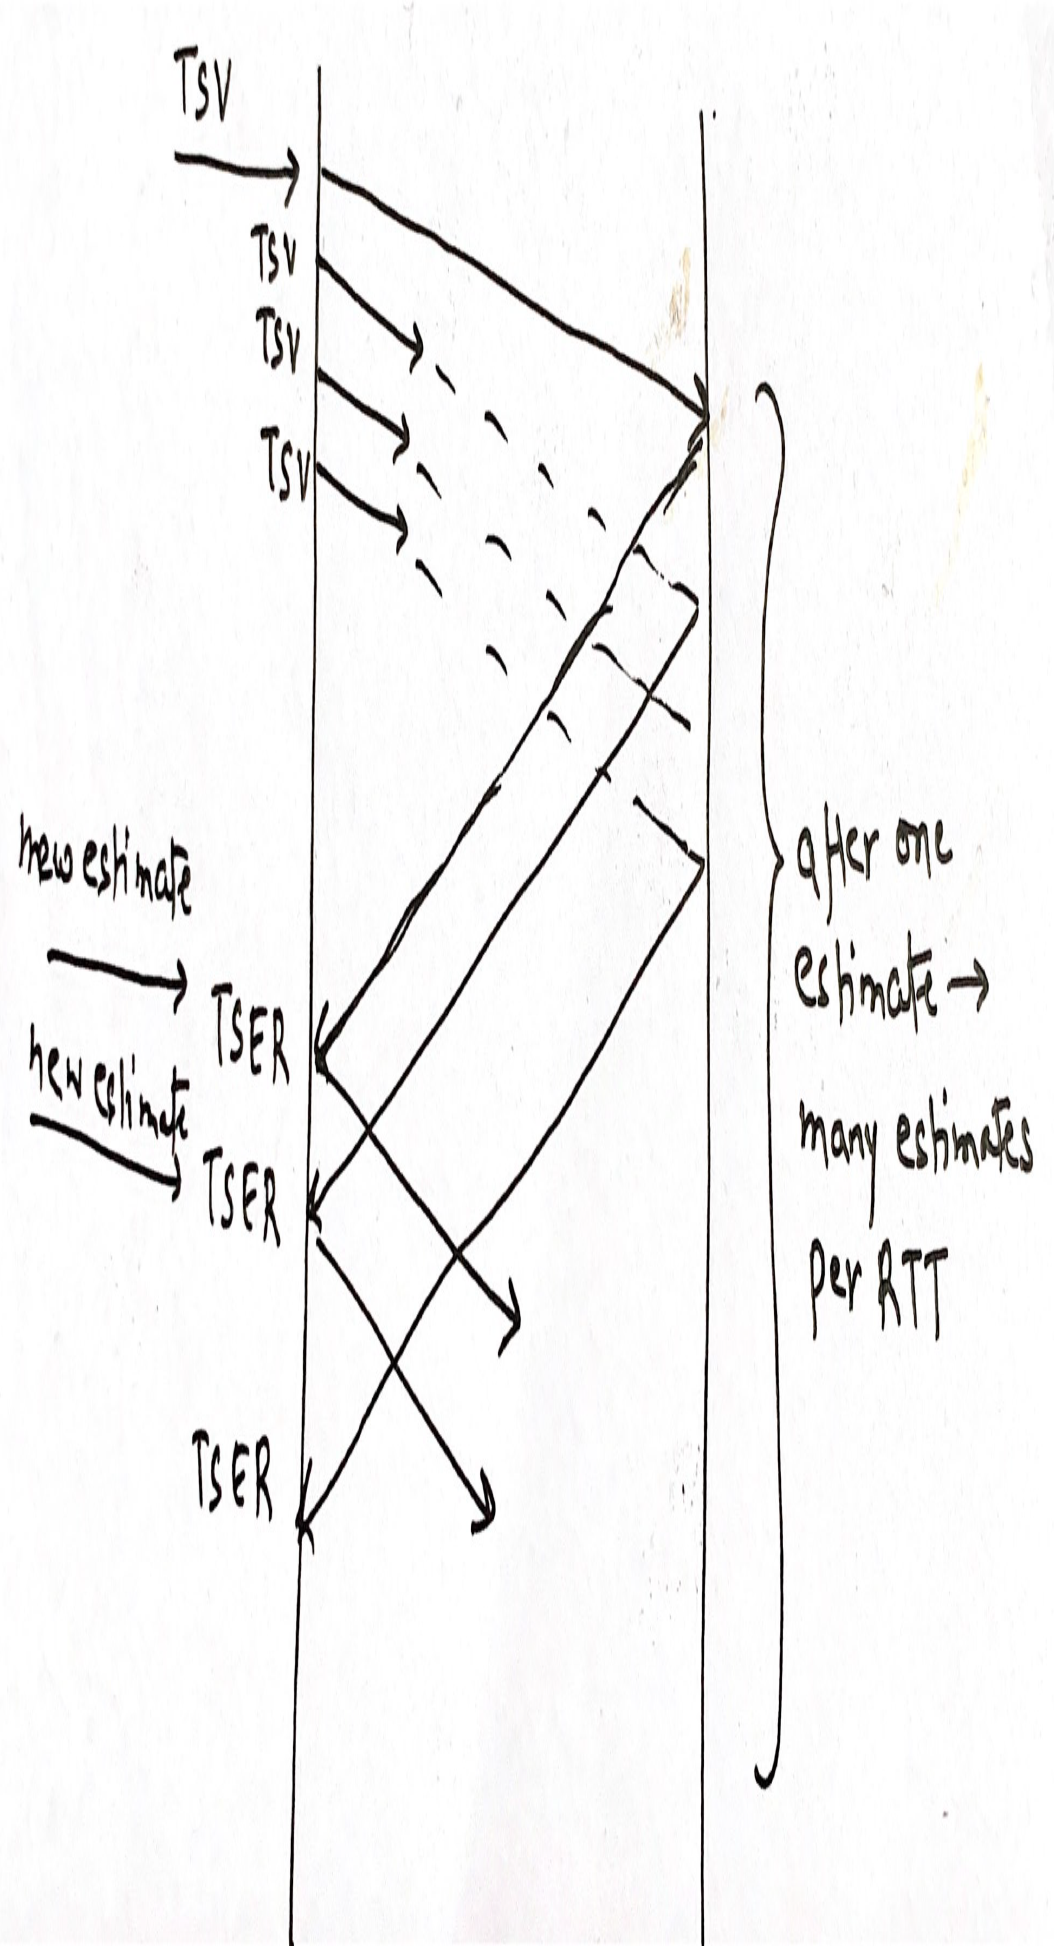 TSV
TSV
TSV
TSV
new estimate
TSER
new estimate
TSER
TSER
after one
estimate →
many estimates
per RTT